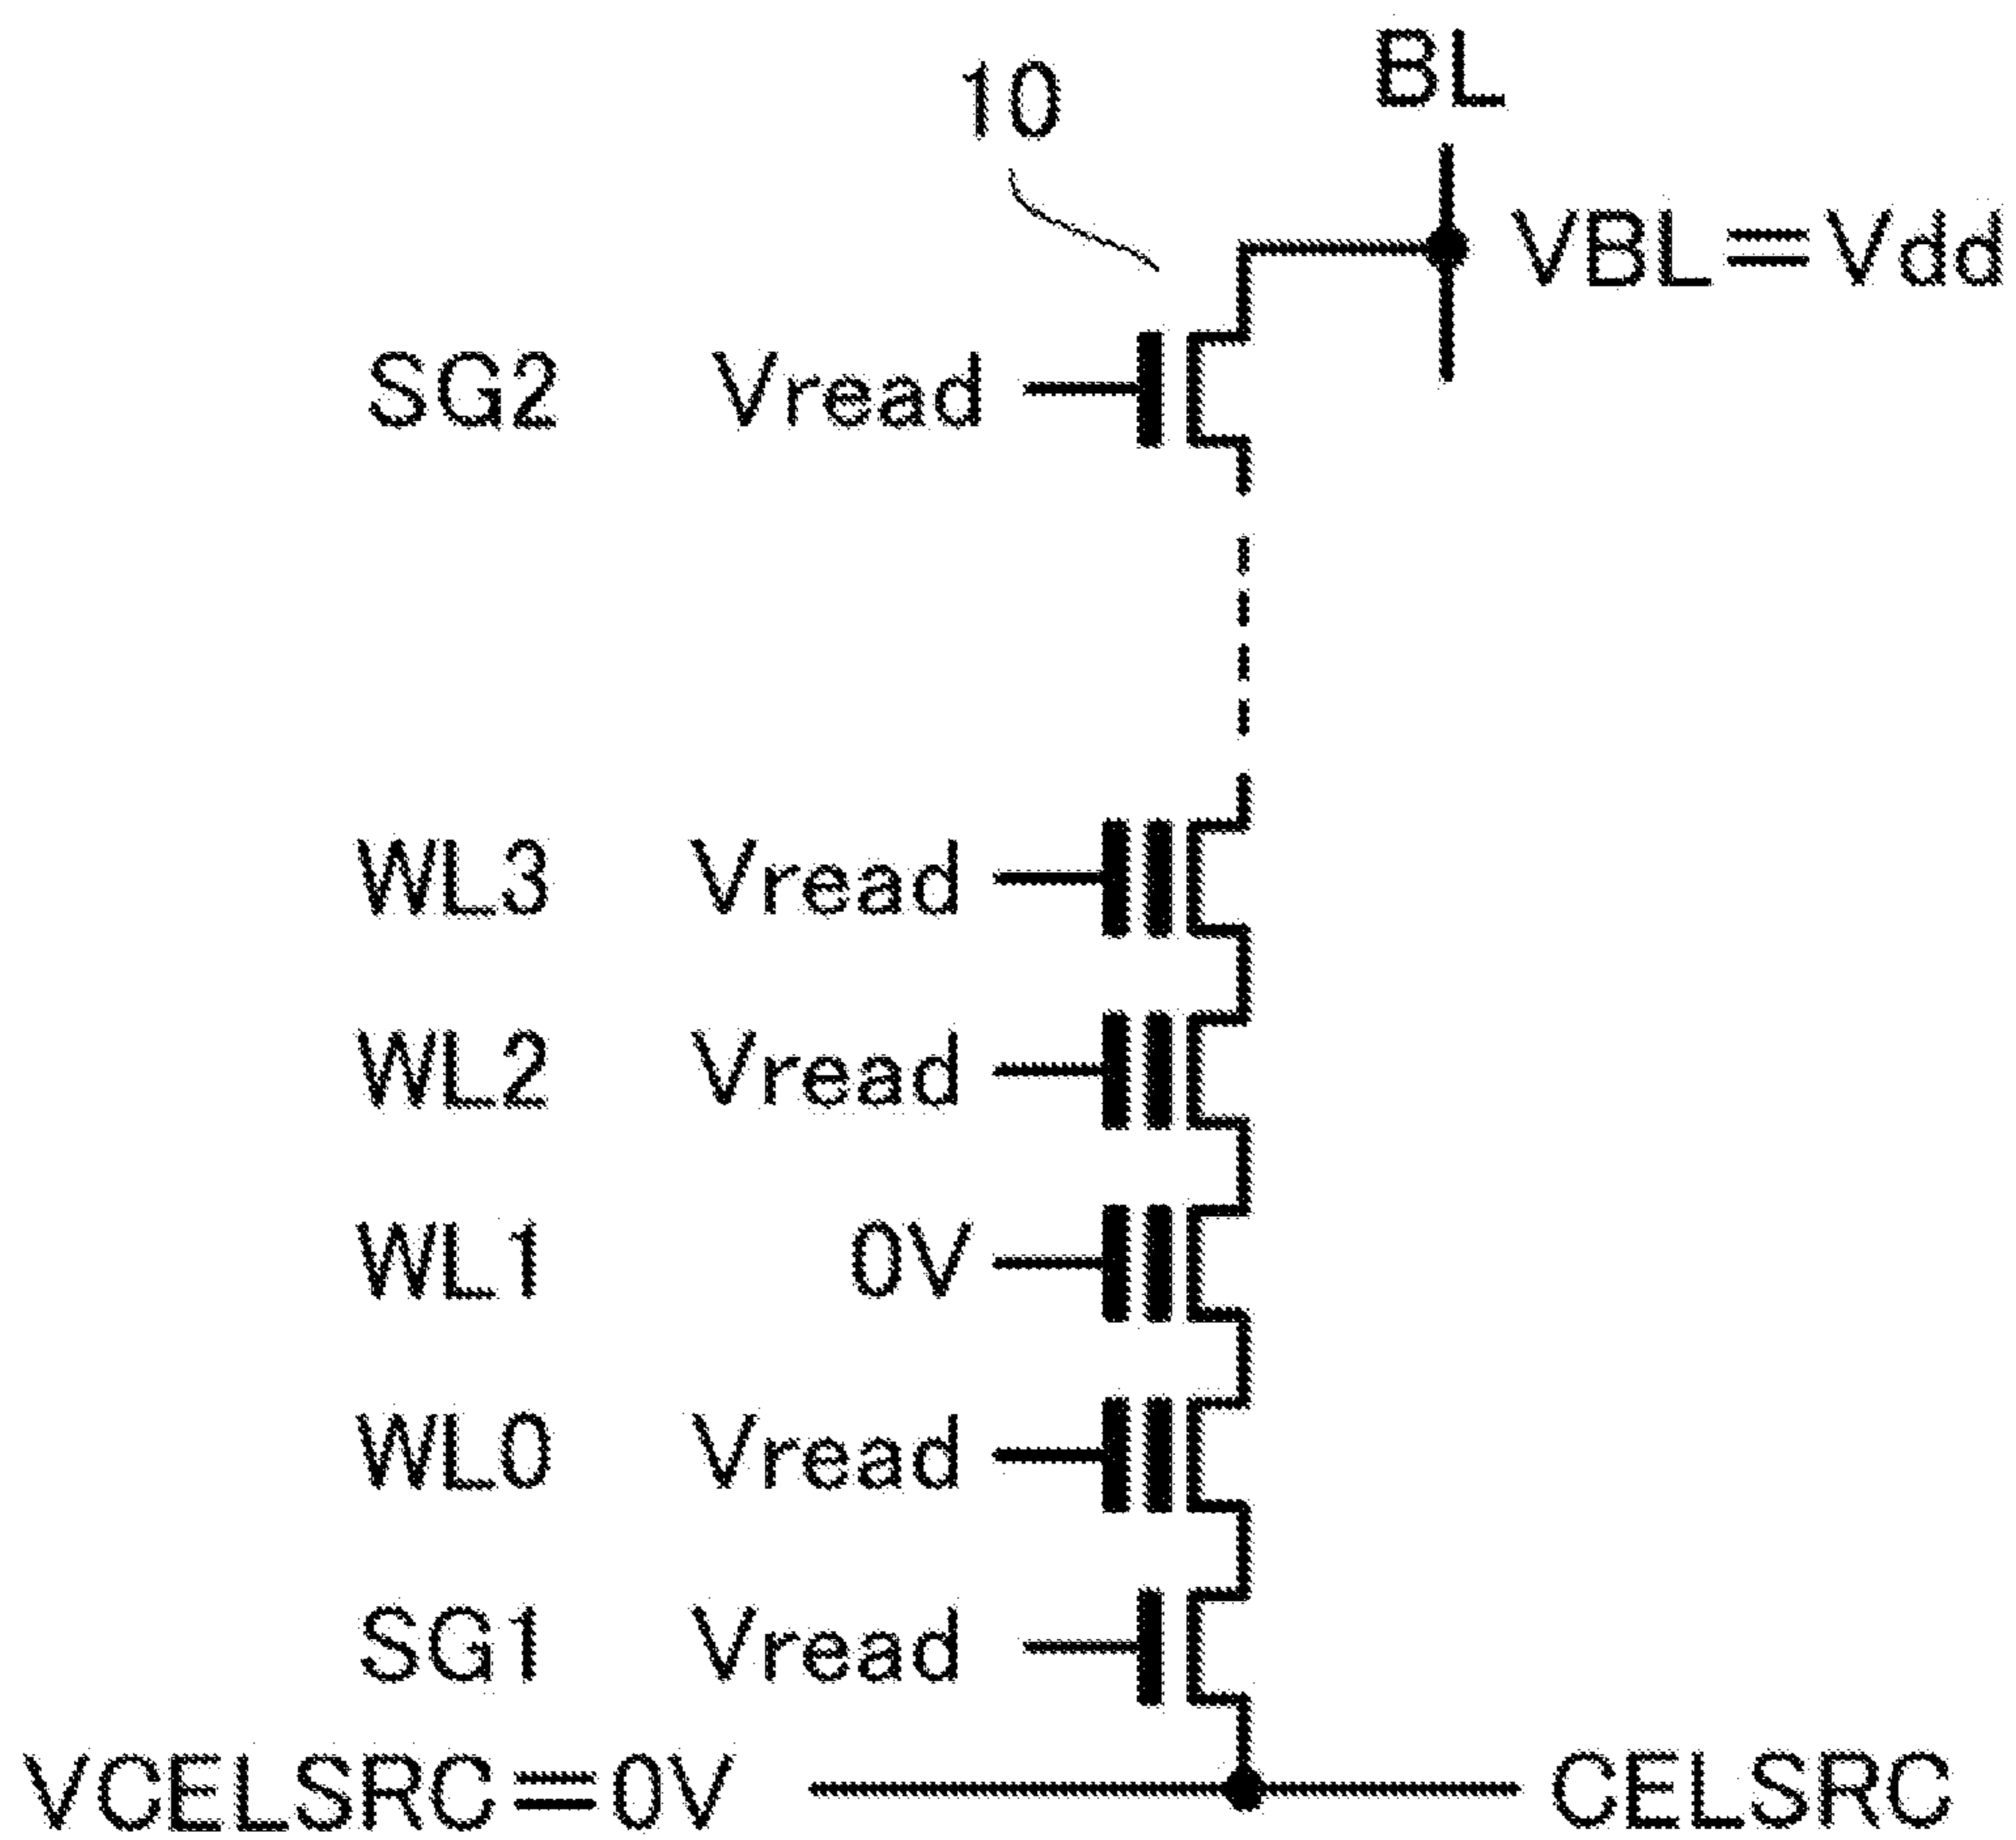 BL
10
VBL=Vdd
SG2 Vread
WL3 Vread
WL2 Vread
WL1 0V
WL0 Vread
SG1 Vread
VCELSRC=0V CELSRC